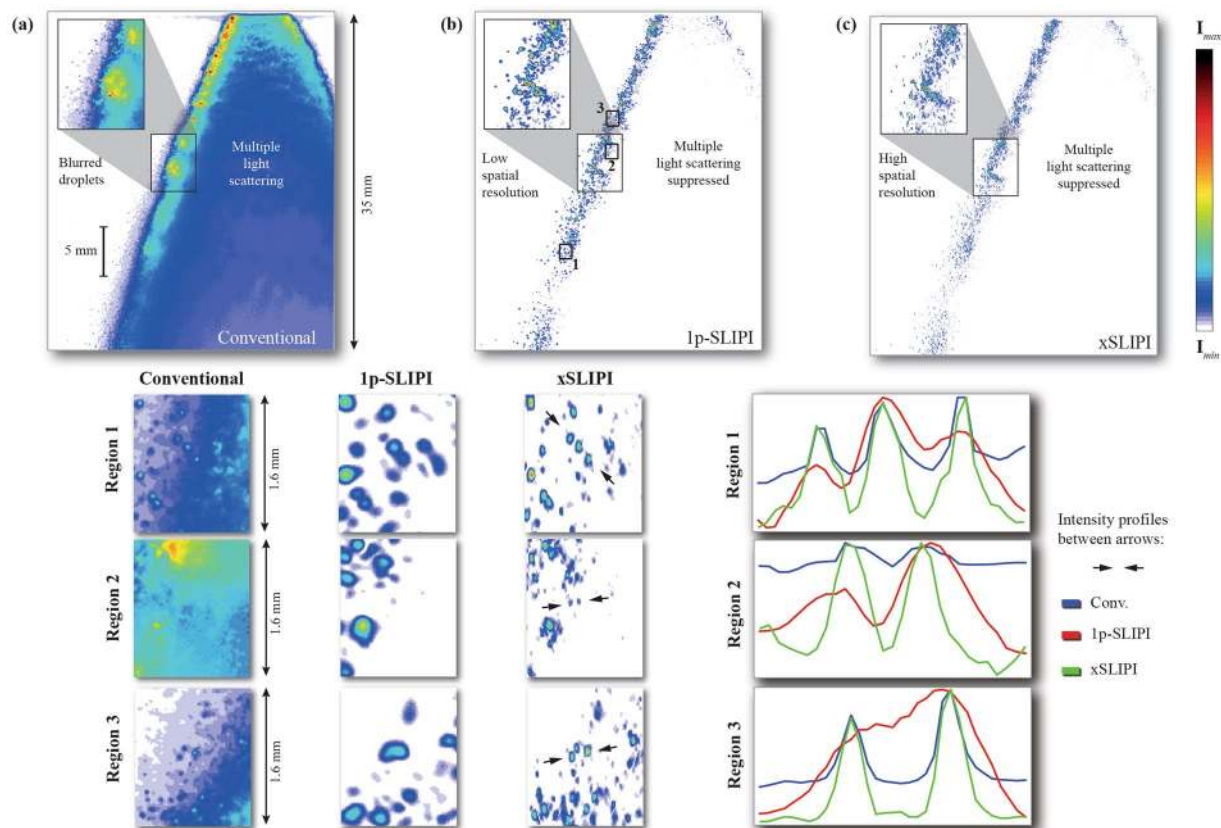 (a)
Blurred
droplets
Multiple
light
scattering
5 mm
Conventional
35 mm
(b)
3
2
1
Low
spatial
resolution
Multiple
light scattering
suppressed
1p-SLIPI
(c)
High
spatial
resolution
Multiple
light scattering
suppressed
xSLIPI
Imax
Imin
Conventional
1p-SLIPI
xSLIPI
Region 1
1.6 mm
Region 1
Region 2
1.6 mm
Region 2
Region 3
1.6 mm
Region 3
Intensity profiles
between arrows:
Conv.
1p-SLIPI
xSLIPI